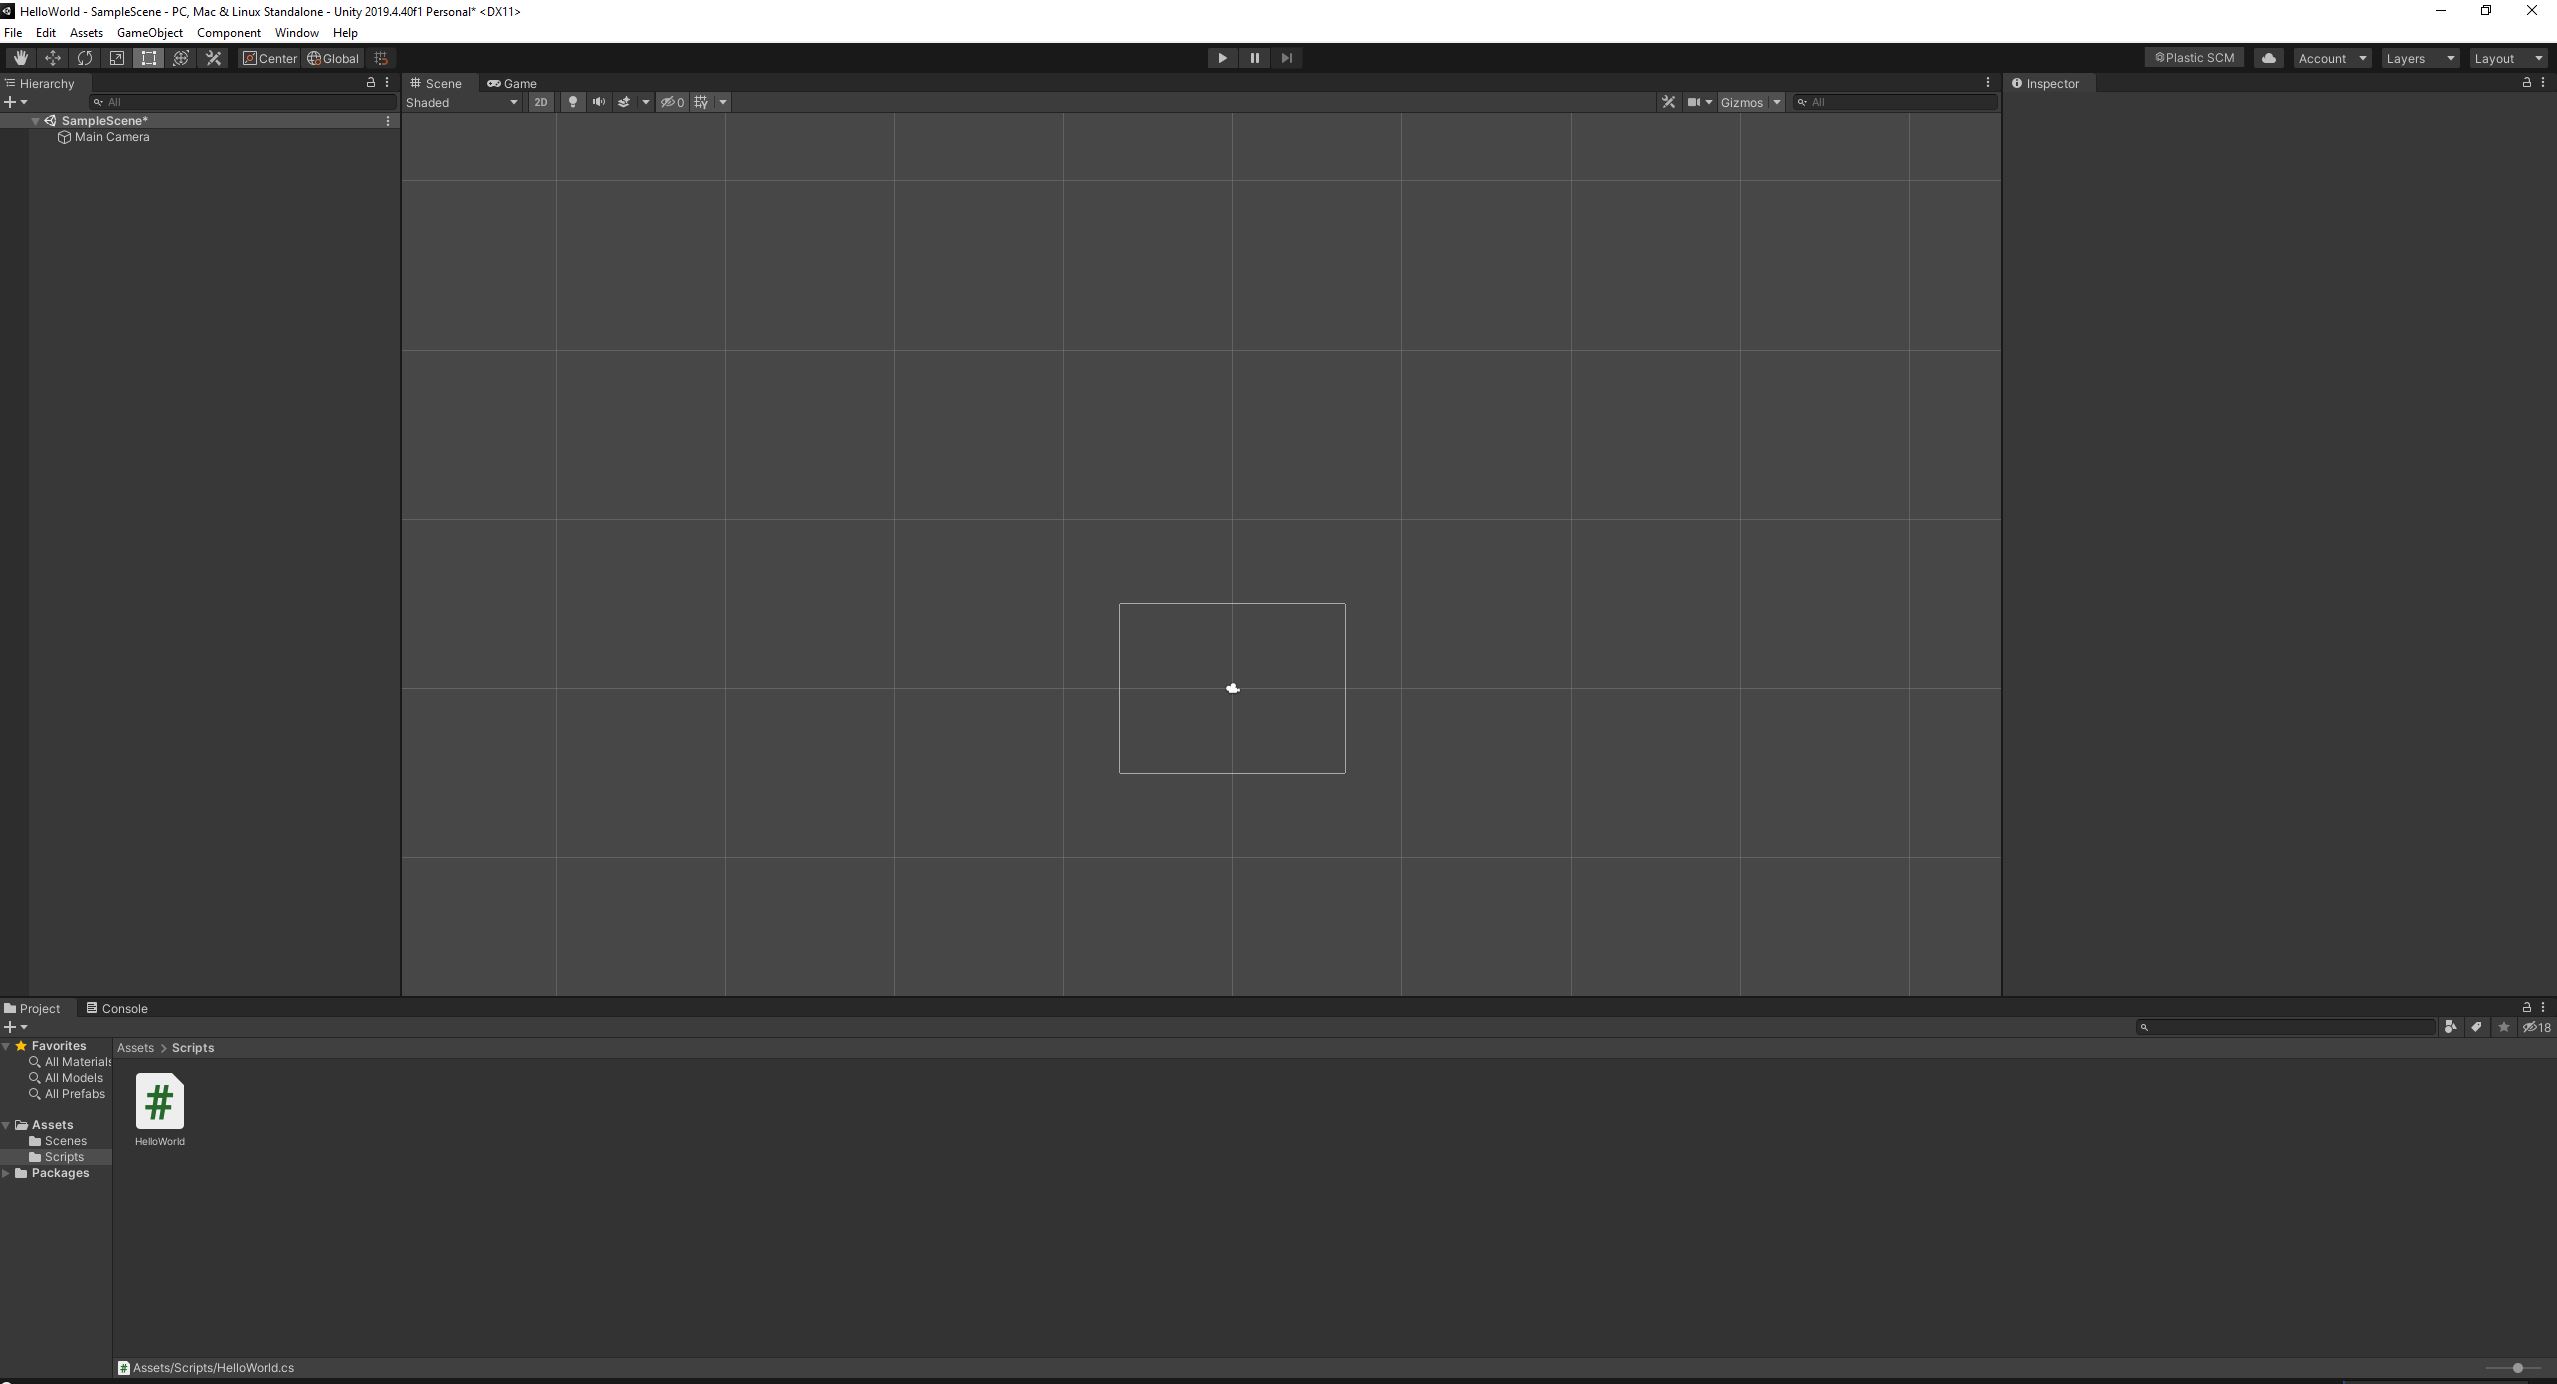 HelloWorld - SampleScene - PC, Mac & Linux Standalone - Unity 2019.4.40f1 Personal* <DX11>
File Edit Assets GameObject Component Window Help
Center Global Plastic SCM Account Layers Layout
Hierarchy Scene Game Inspector
All Shaded 2D 0 Gizmos All
SampleScene*
Main Camera
Project Console
18
Favorites Assets > Scripts
All Materials
All Models
All Prefabs
Assets
Scenes HelloWorld
Scripts
Packages
Assets/Scripts/HelloWorld.cs